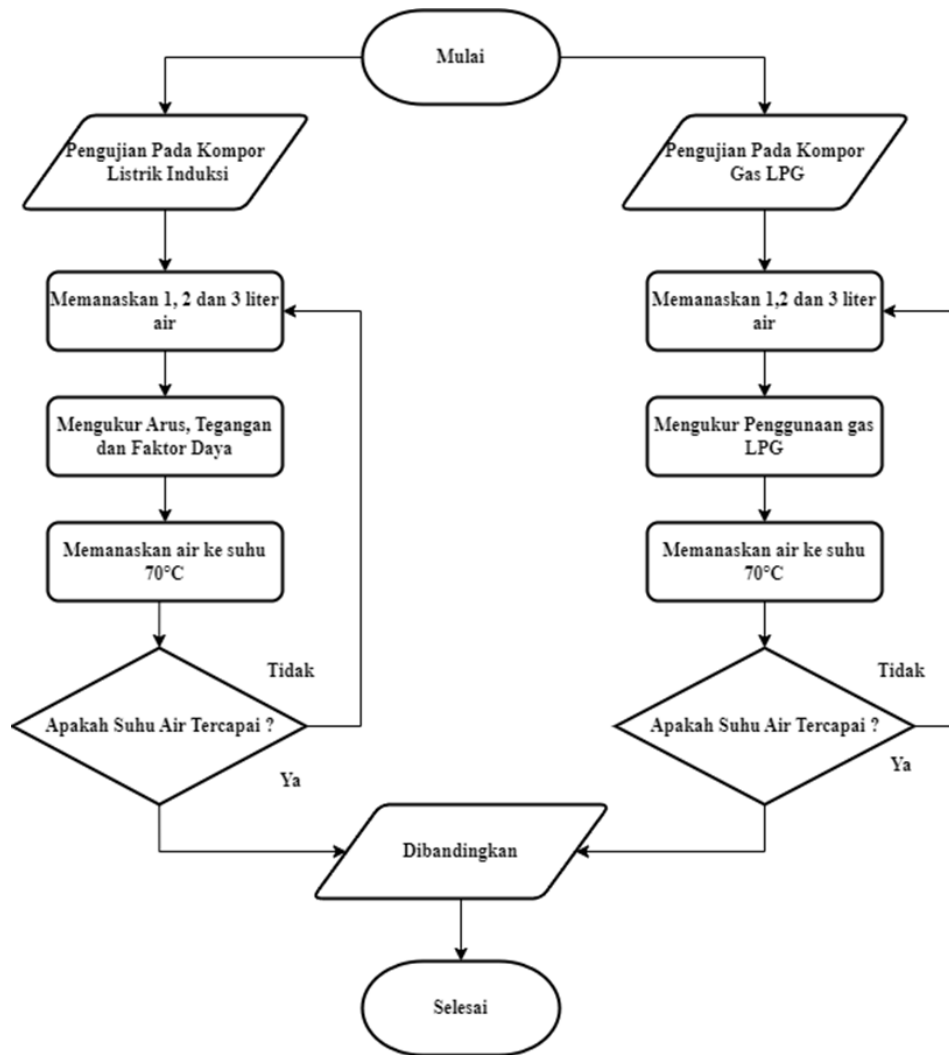 Mulai
Pengujian Pada Kompor
Listrik Induksi
Memanaskan 1, 2 dan 3 liter
air
Mengukur Arus, Tegangan
dan Faktor Daya
Memanaskan air ke suhu
70°C
Tidak
Apakah Suhu Air Tercapai ?
Ya
Pengujian Pada Kompor
Gas LPG
Memanaskan 1,2 dan 3 liter
air
Mengukur Penggunaan gas
LPG
Memanaskan air ke suhu
70°C
Tidak
Apakah Suhu Air Tercapai ?
Ya
Dibandingkan
Selesai